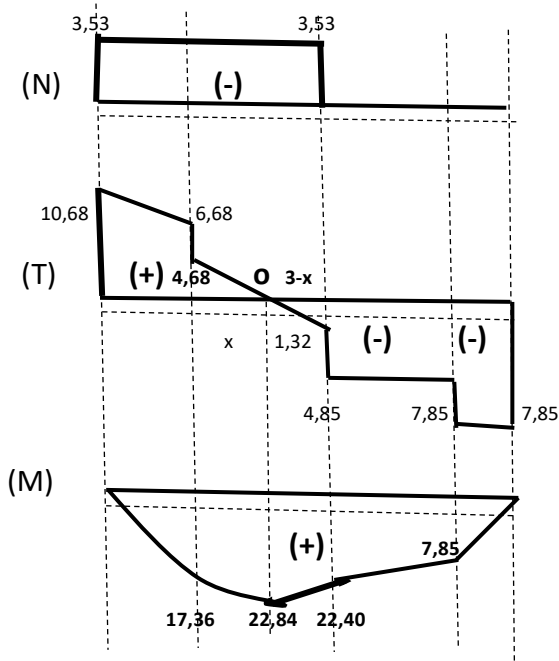 3,53 3,53
(N) (-)
10,68 6,68
(T) (+) 4,68 O 3-x
x 1,32 (-) (-)
4,85 7,85 7,85
(M)
(+) 7,85
17,36 22,84 22,40